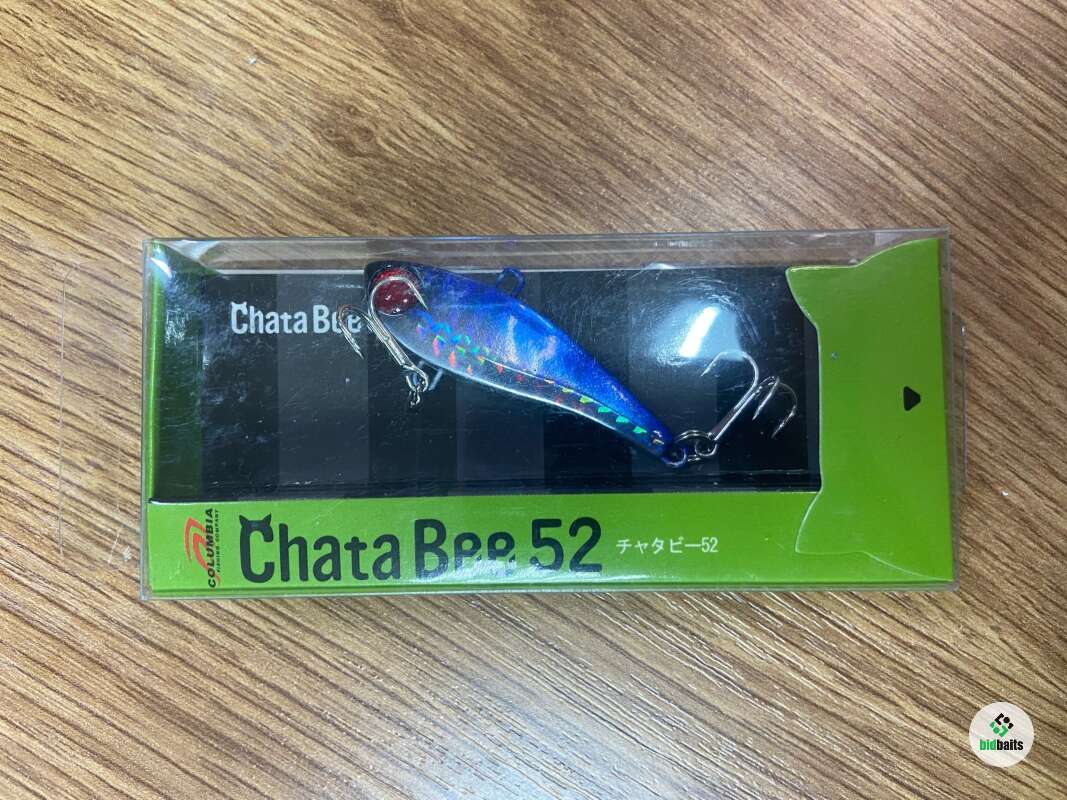 Chata Bee
COLUMBIA
FISHING COMPANY
Chata Bee 52
チャタビー52
bidbaits